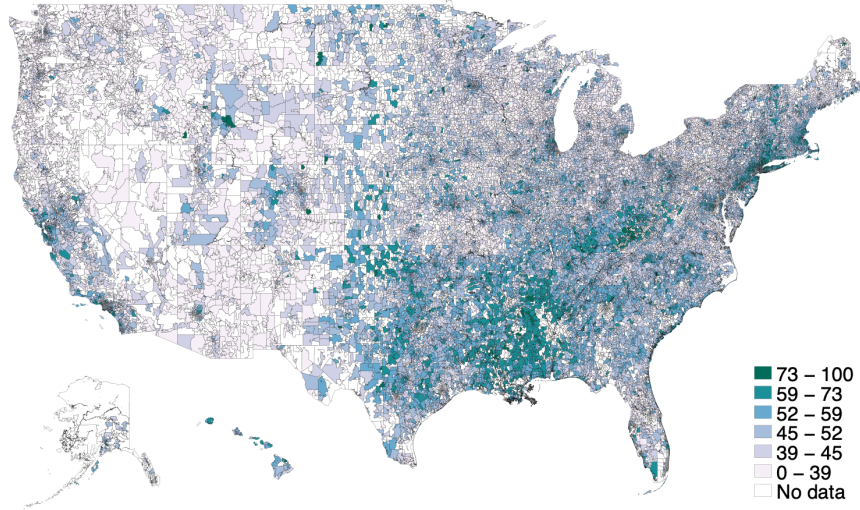 73 – 100
59 – 73
52 – 59
45 – 52
39 – 45
0 – 39
No data